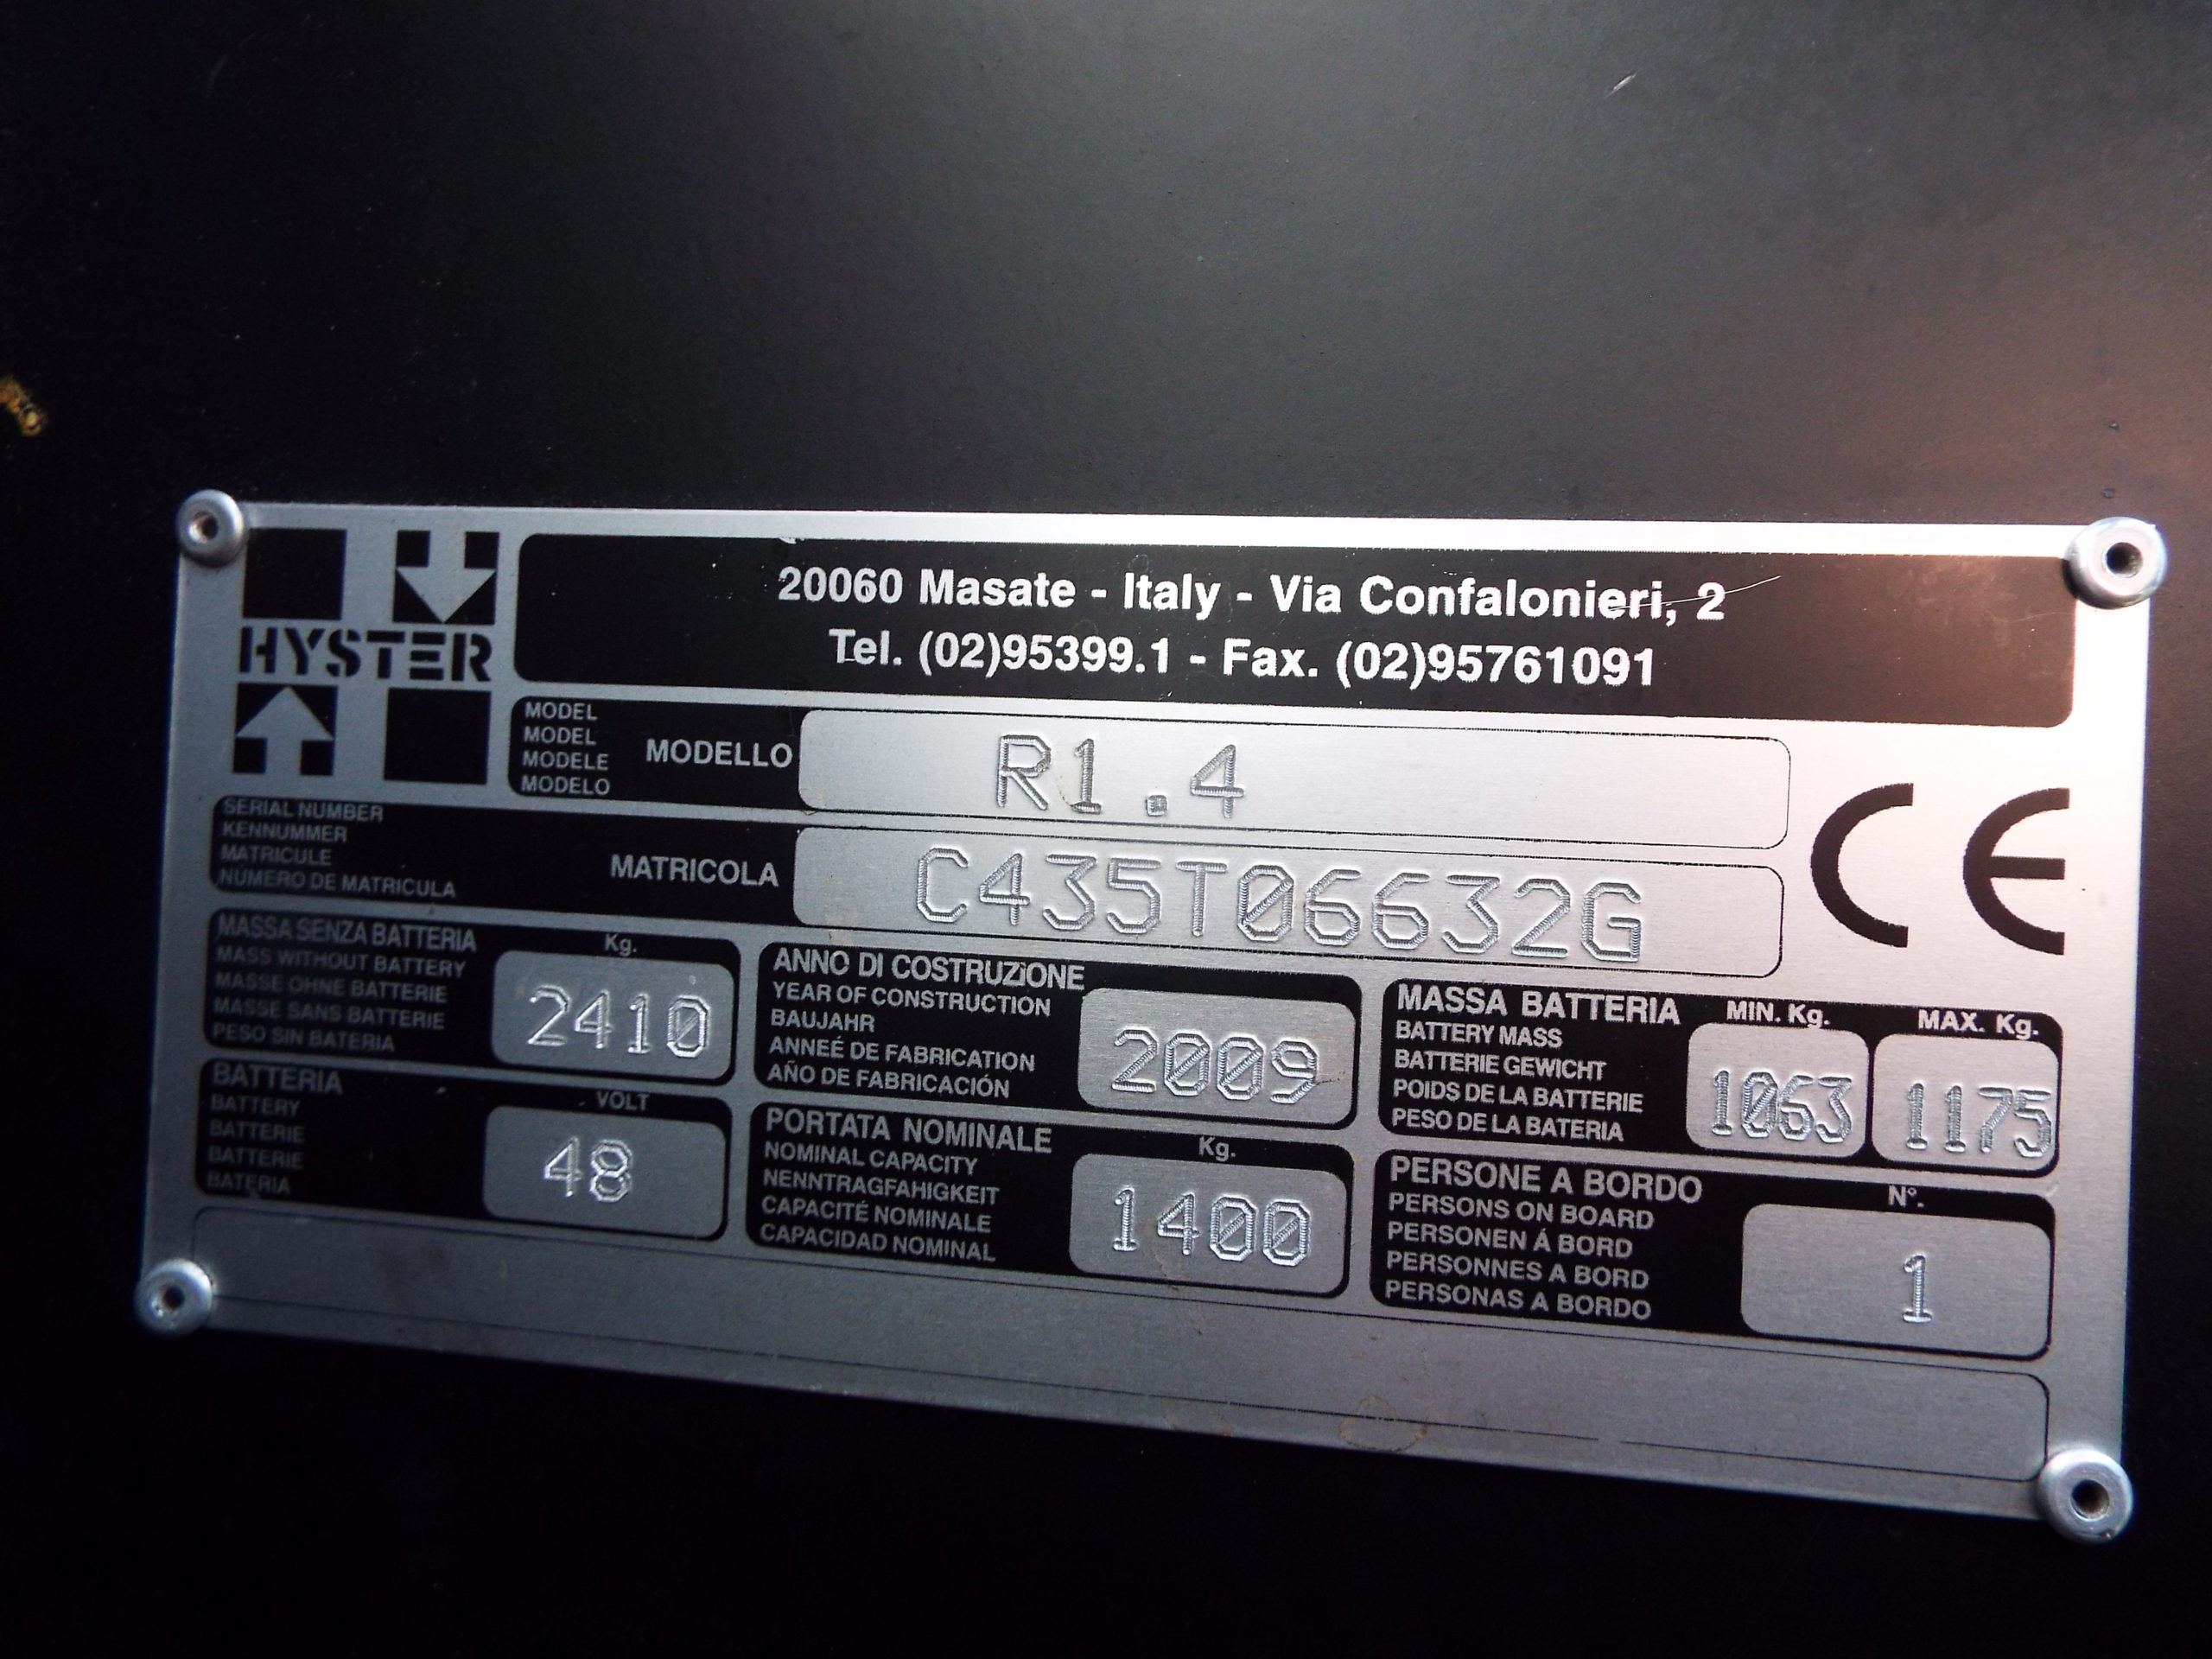 HYSTER
20060 Masate - Italy - Via Confalonieri, 2
Tel. (02)95399.1 - Fax. (02)95761091
MODEL
MODEL
MODELE
MODELO
MODELLO
R1.4
SERIAL NUMBER
KENNUMMER
MATRICULE
NUMERO DE MATRICULA
MATRICOLA
C435T06632G
CE
MASSA SENZA BATTERIA
MASS WITHOUT BATTERY
MASSE OHNE BATTERIE
MASSE SANS BATTERIE
PESO SIN BATERIA
Kg.
2410
ANNO DI COSTRUZIONE
YEAR OF CONSTRUCTION
BAUJAHR
ANNEÉ DE FABRICATION
AÑO DE FABRICACIÓN
2009
MASSA BATTERIA
BATTERY MASS
BATTERIE GEWICHT
POIDS DE LA BATTERIE
PESO DE LA BATERIA
MIN. Kg.
1063
MAX. Kg.
1175
BATTERIA
BATTERY
BATTERIE
BATTERIE
BATERIA
VOLT
48
PORTATA NOMINALE
NOMINAL CAPACITY
NENNTRAGFAHIGKEIT
CAPACITÉ NOMINALE
CAPACIDAD NOMINAL
Kg.
1400
PERSONE A BORDO
PERSONS ON BOARD
PERSONEN Á BORD
PERSONNES A BORD
PERSONAS A BORDO
N°.
1